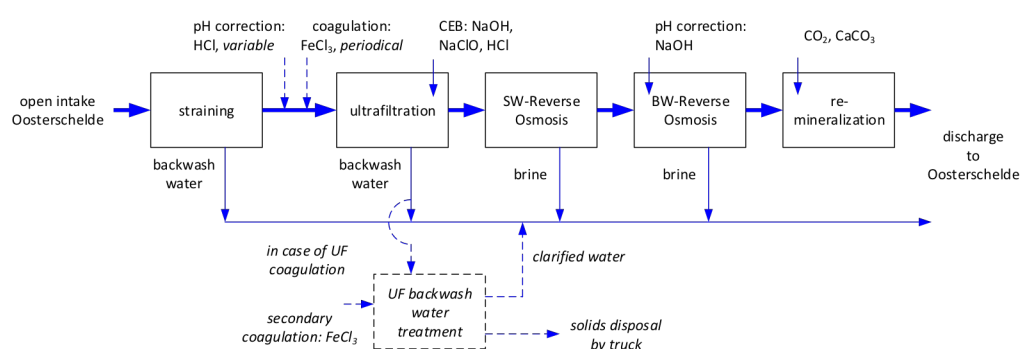 pH correction:
HCl, variable
coagulation:
FeCl₃, periodical
CEB: NaOH,
NaClO, HCl
pH correction:
NaOH
CO₂, CaCO₃
open intake
Oosterschelde
straining
ultrafiltration
SW-Reverse
Osmosis
BW-Reverse
Osmosis
re-
mineralization
discharge
to
Oosterschelde
backwash
water
backwash
water
brine
brine
in case of UF
coagulation
clarified water
UF backwash
water
treatment
secondary
coagulation: FeCl₃
solids disposal
by truck